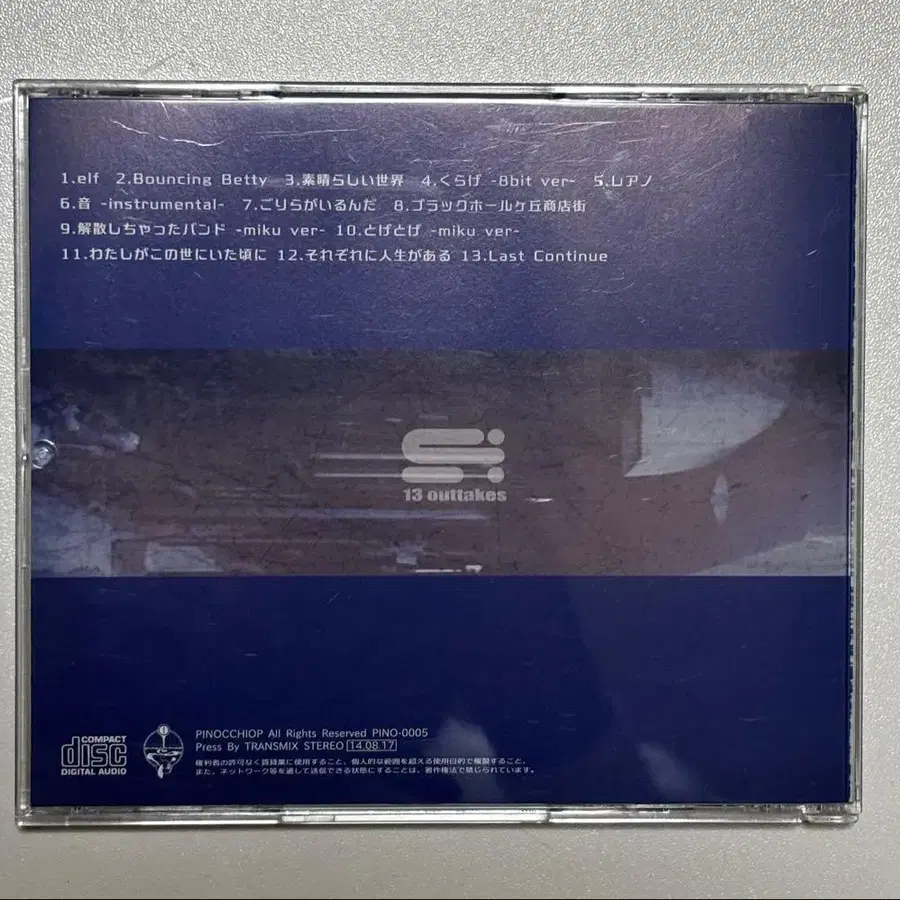 1.elf 2.Bouncing Betty 3.素晴らしい世界 4.くらげ -8bit ver- 5.レアノ
6.音 -instrumental- 7.ごりらがいるんだ 8.ブラックホールケ丘商店街
9.解散しちゃったバンド -miku ver- 10.とげとげ -miku ver-
11.わたしがこの世にいた頃に 12.それぞれに人生がある 13.Last Continue
13 outtakes
COMPACT
disc
DIGITAL AUDIO
PINOCCHIOP All Rights Reserved PINO-0005
Press By TRANSMIX STEREO 14.08.17
権利者の許可なく賃貸業に使用すること、個人的な範囲を超える使用目的で複製すること、
また、ネットワーク等を通して送信できる状態にすることは、著作権法で禁じられています。